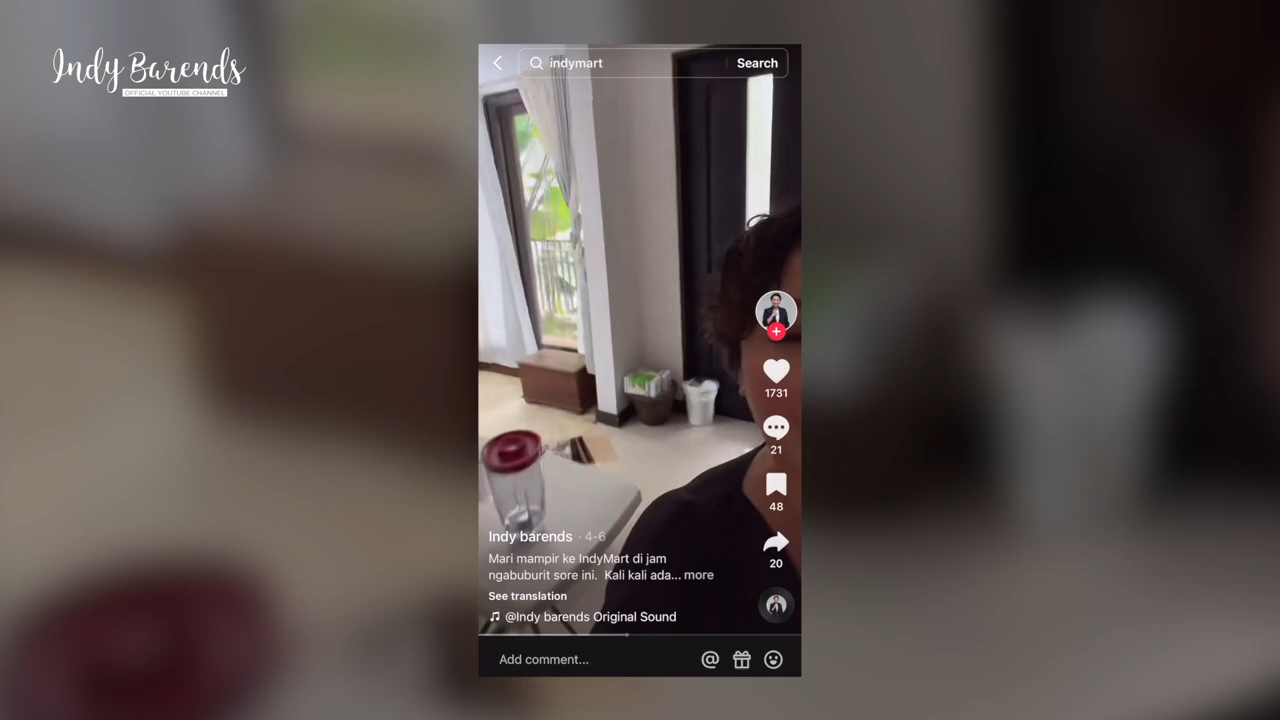 Indy Barends
OFFICIAL YOUTUBE CHANNEL
indymart
Search
1731
21
48
20
Indy barends · 4-6
Mari mampir ke IndyMart di jam
ngabuburit sore ini. Kali kali ada... more
See translation
@Indy barends Original Sound
Add comment...